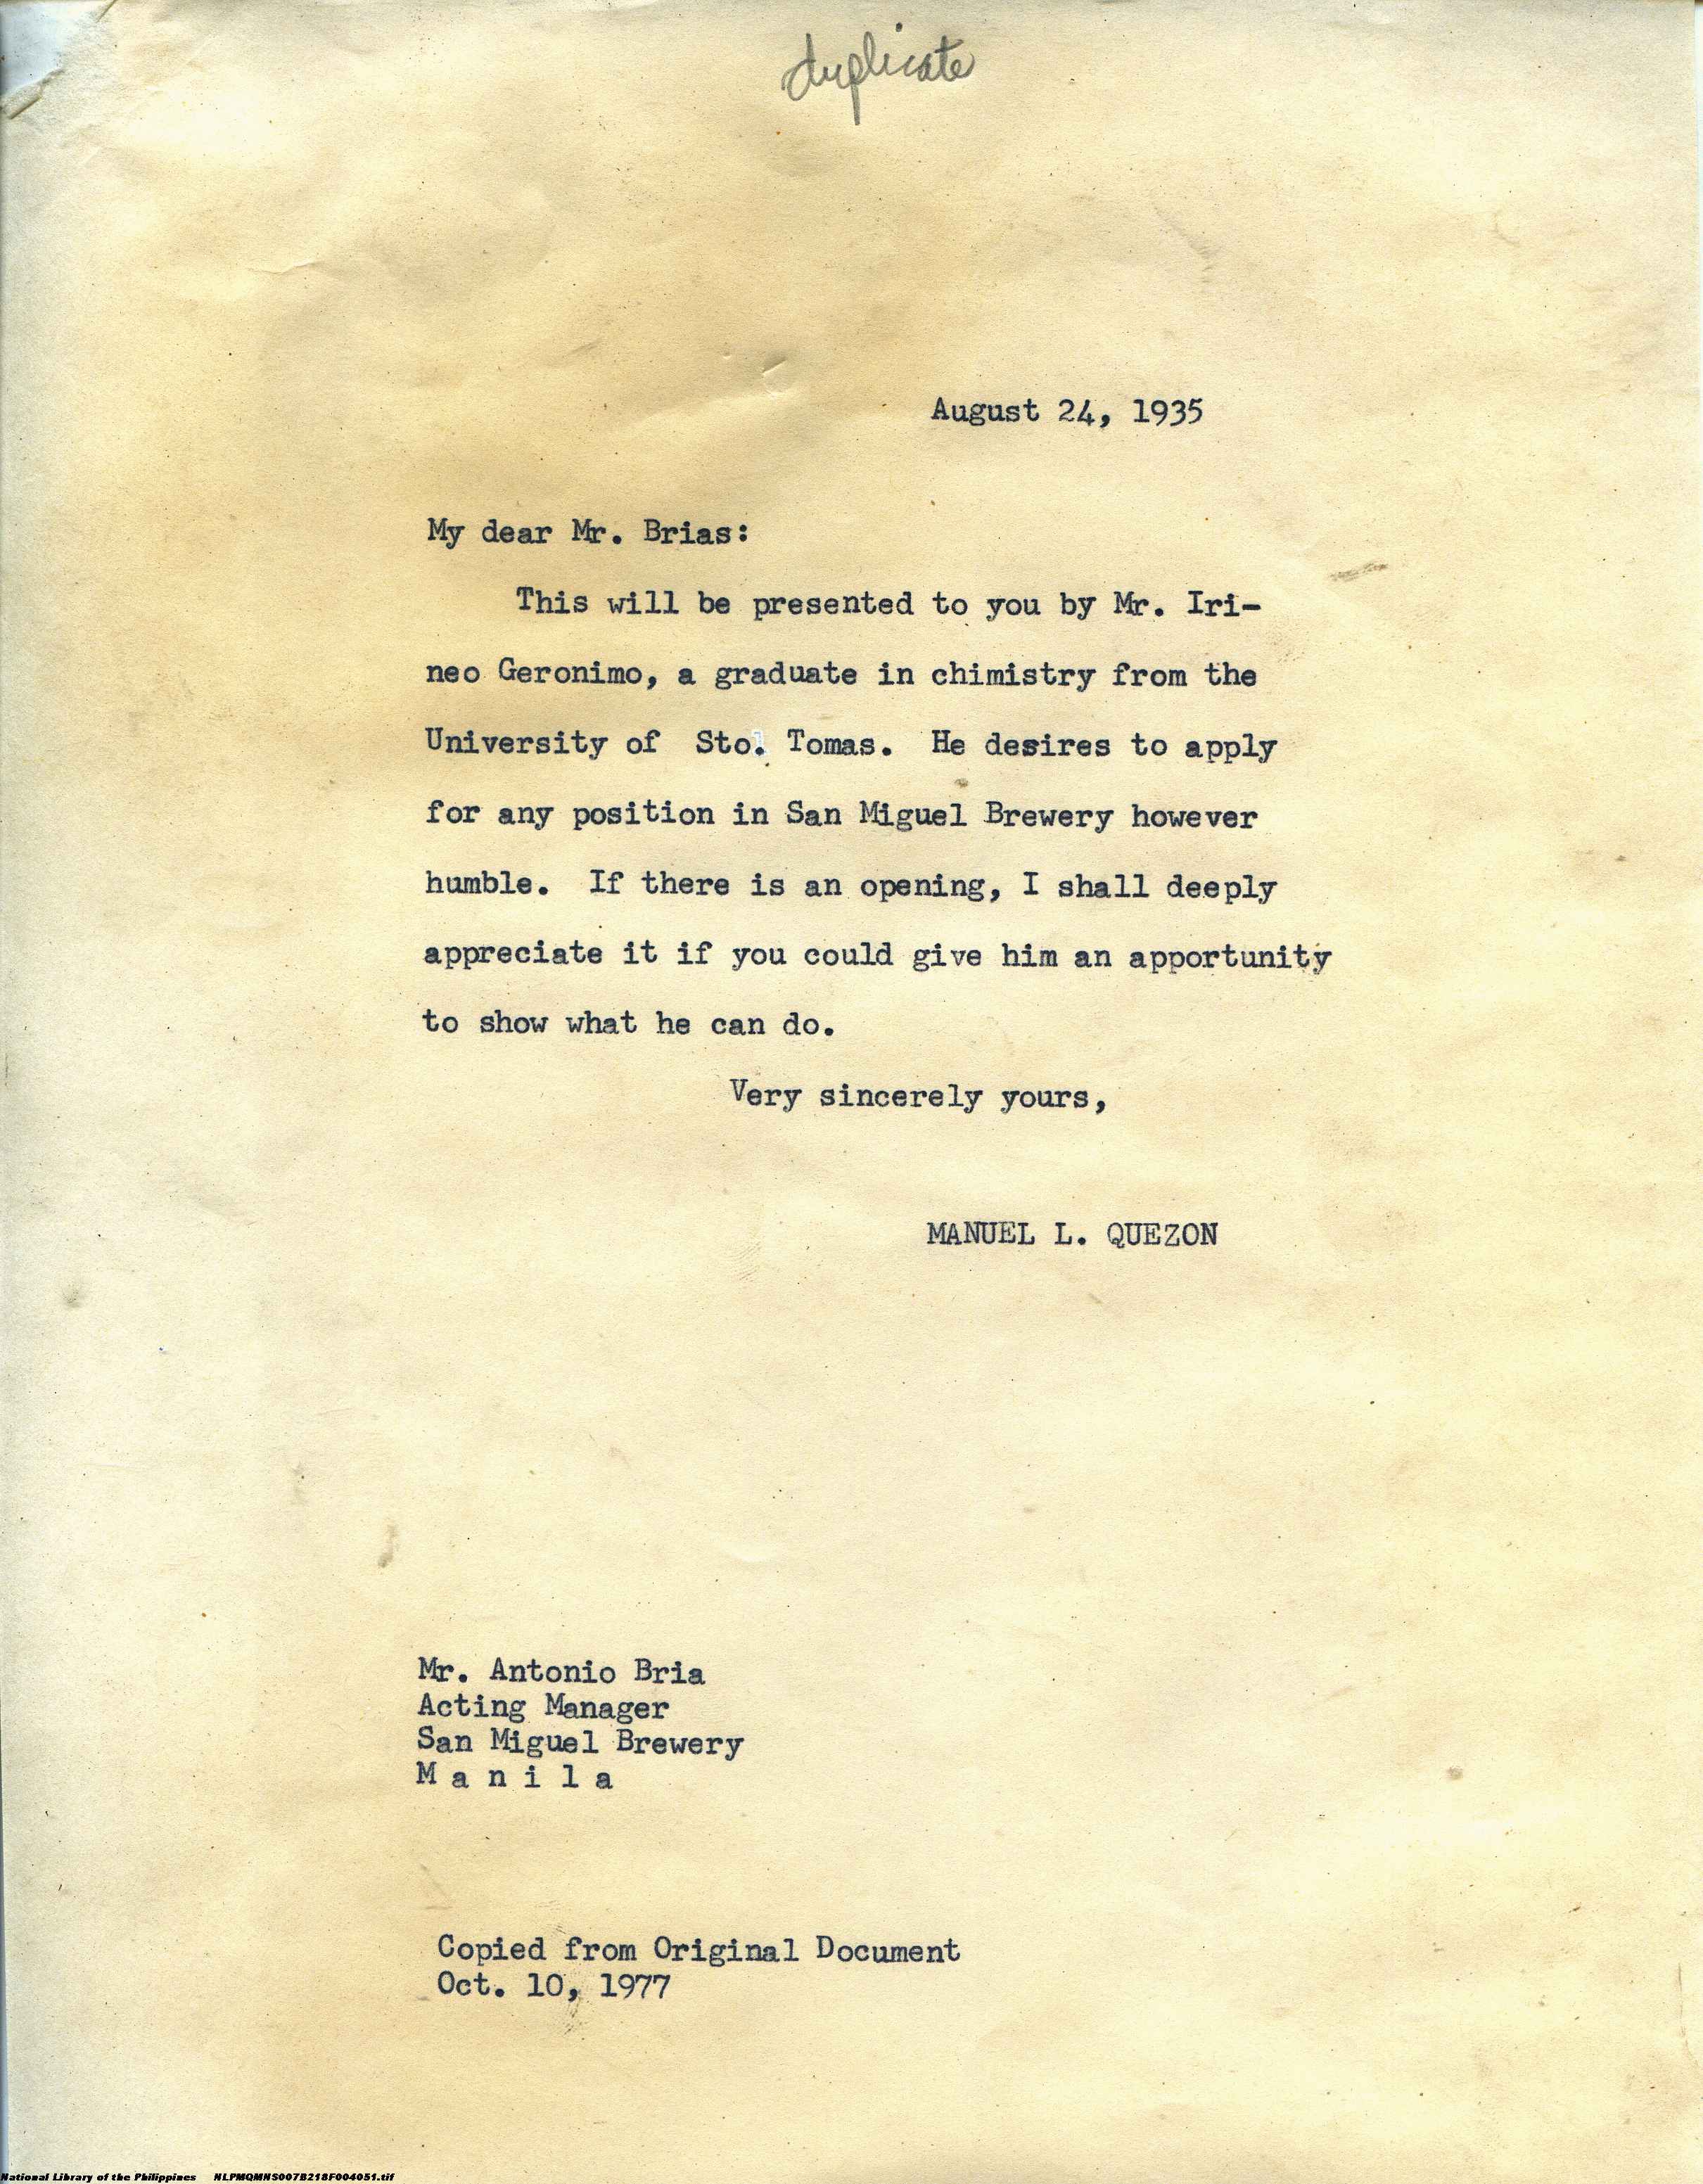 duplicate
August 24, 1935
My dear Mr. Brias:
This will be presented to you by Mr. Iri-
neo Geronimo, a graduate in chimistry from the
University of Sto. Tomas. He desires to apply
for any position in San Miguel Brewery however
humble. If there is an opening, I shall deeply
appreciate it if you could give him an apportunity
to show what he can do.
Very sincerely yours,
MANUEL L. QUEZON
Mr. Antonio Bria
Acting Manager
San Miguel Brewery
M a n i l a
Copied from Original Document
Oct. 10, 1977
National Library of the Philippines NLPMQMNS007B218F004051.tif